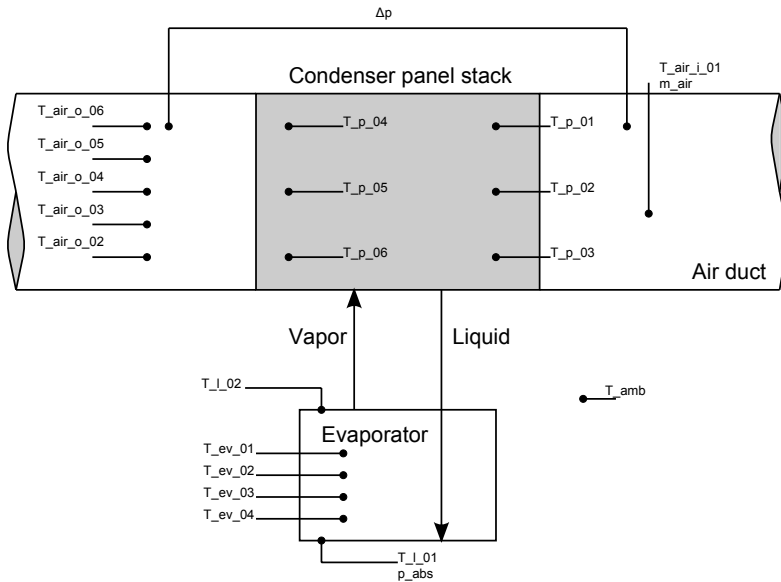 Δp
Condenser panel stack
T_air_i_01
m_air
T_air_o_06
T_air_o_05
T_air_o_04
T_air_o_03
T_air_o_02
T_p_04
T_p_05
T_p_06
T_p_01
T_p_02
T_p_03
Air duct
Vapor
Liquid
T_l_02
T_amb
Evaporator
T_ev_01
T_ev_02
T_ev_03
T_ev_04
T_l_01
p_abs